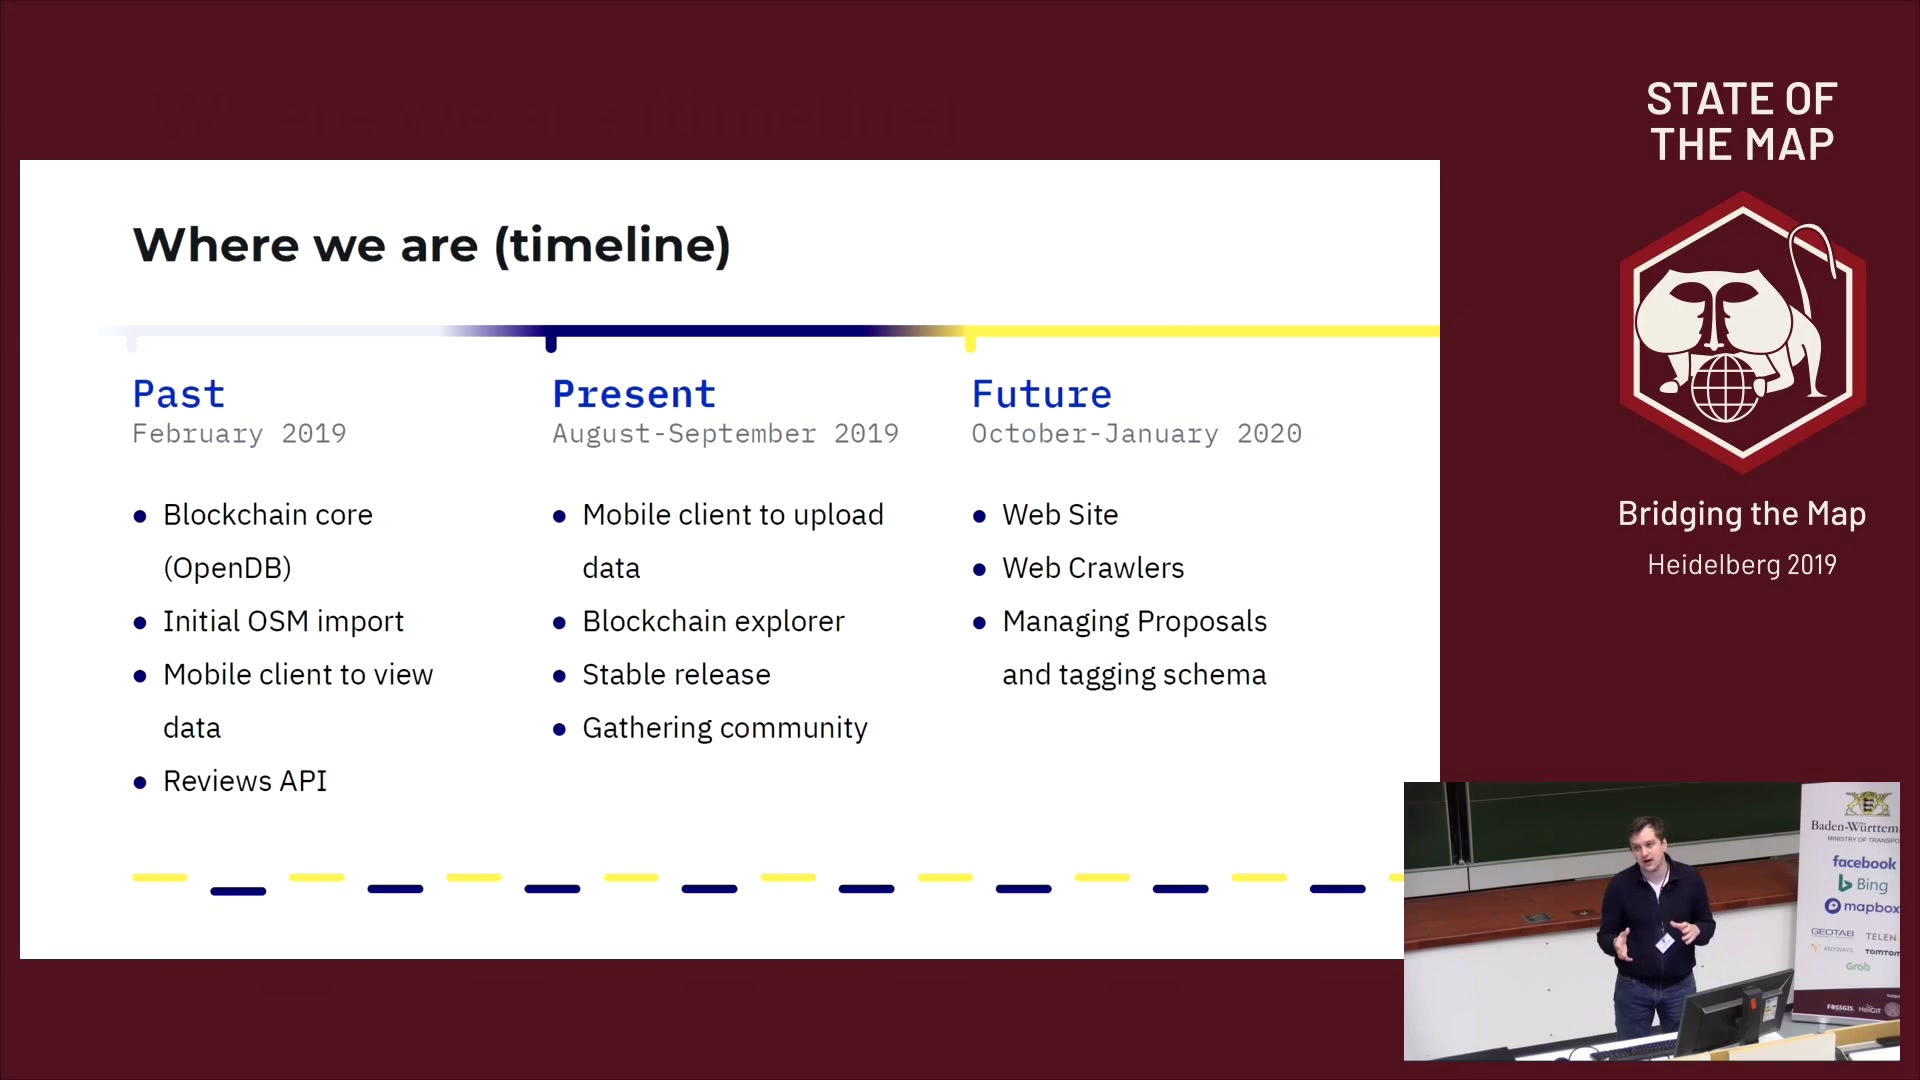 STATE OF
THE MAP
Where we are (timeline)
Past
February 2019
Blockchain core
(OpenDB)
Initial OSM import
Mobile client to view
data
Reviews API
Present
August-September 2019
Mobile client to upload
data
Blockchain explorer
Stable release
Gathering community
Future
October-January 2020
Web Site
Web Crawlers
Managing Proposals
and tagging schema
Bridging the Map
Heidelberg 2019
Baden-Württem
MINISTRY OF TRANSPO
facebook
Bing
mapbox
GEOTAB TELEN
ANYWAYS TOMTOM
Grab
FOSSGIS HeiGIT